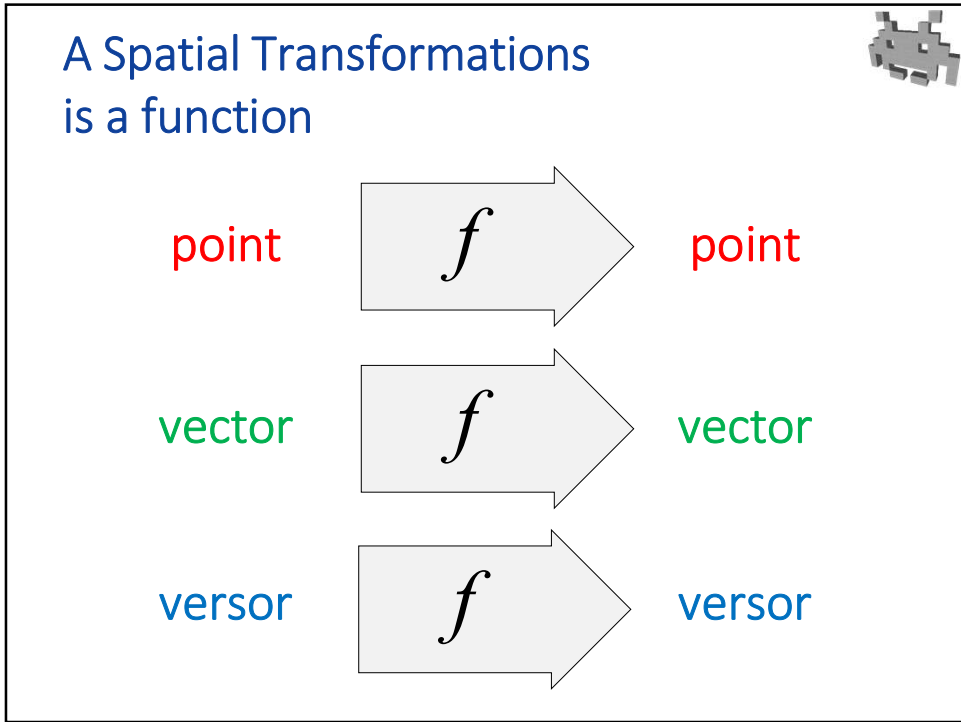 A Spatial Transformations
is a function
point f point
vector f vector
versor f versor